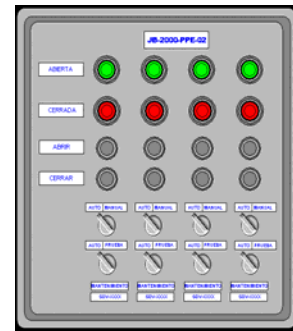 JB-2000-PPE-02
ABIERTA
CERRADA
ABRIR
CERRAR
AUTO MANUAL AUTO MANUAL AUTO MANUAL AUTO MANUAL
AUTO PRUEBA AUTO PRUEBA AUTO PRUEBA AUTO PRUEBA
MANTENIMIENTO MANTENIMIENTO MANTENIMIENTO MANTENIMIENTO